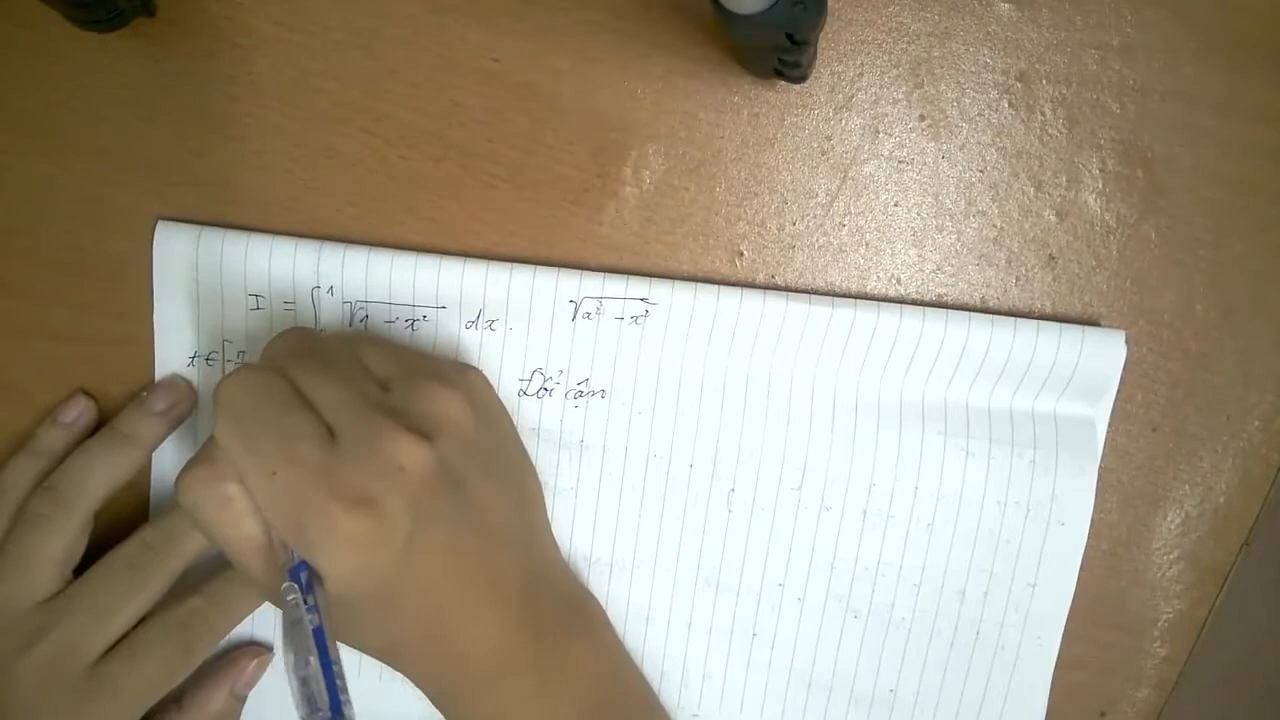 I = ∫¹ √1 - x² dx. √a² - x²
t ∈ [-π
Đổi cận